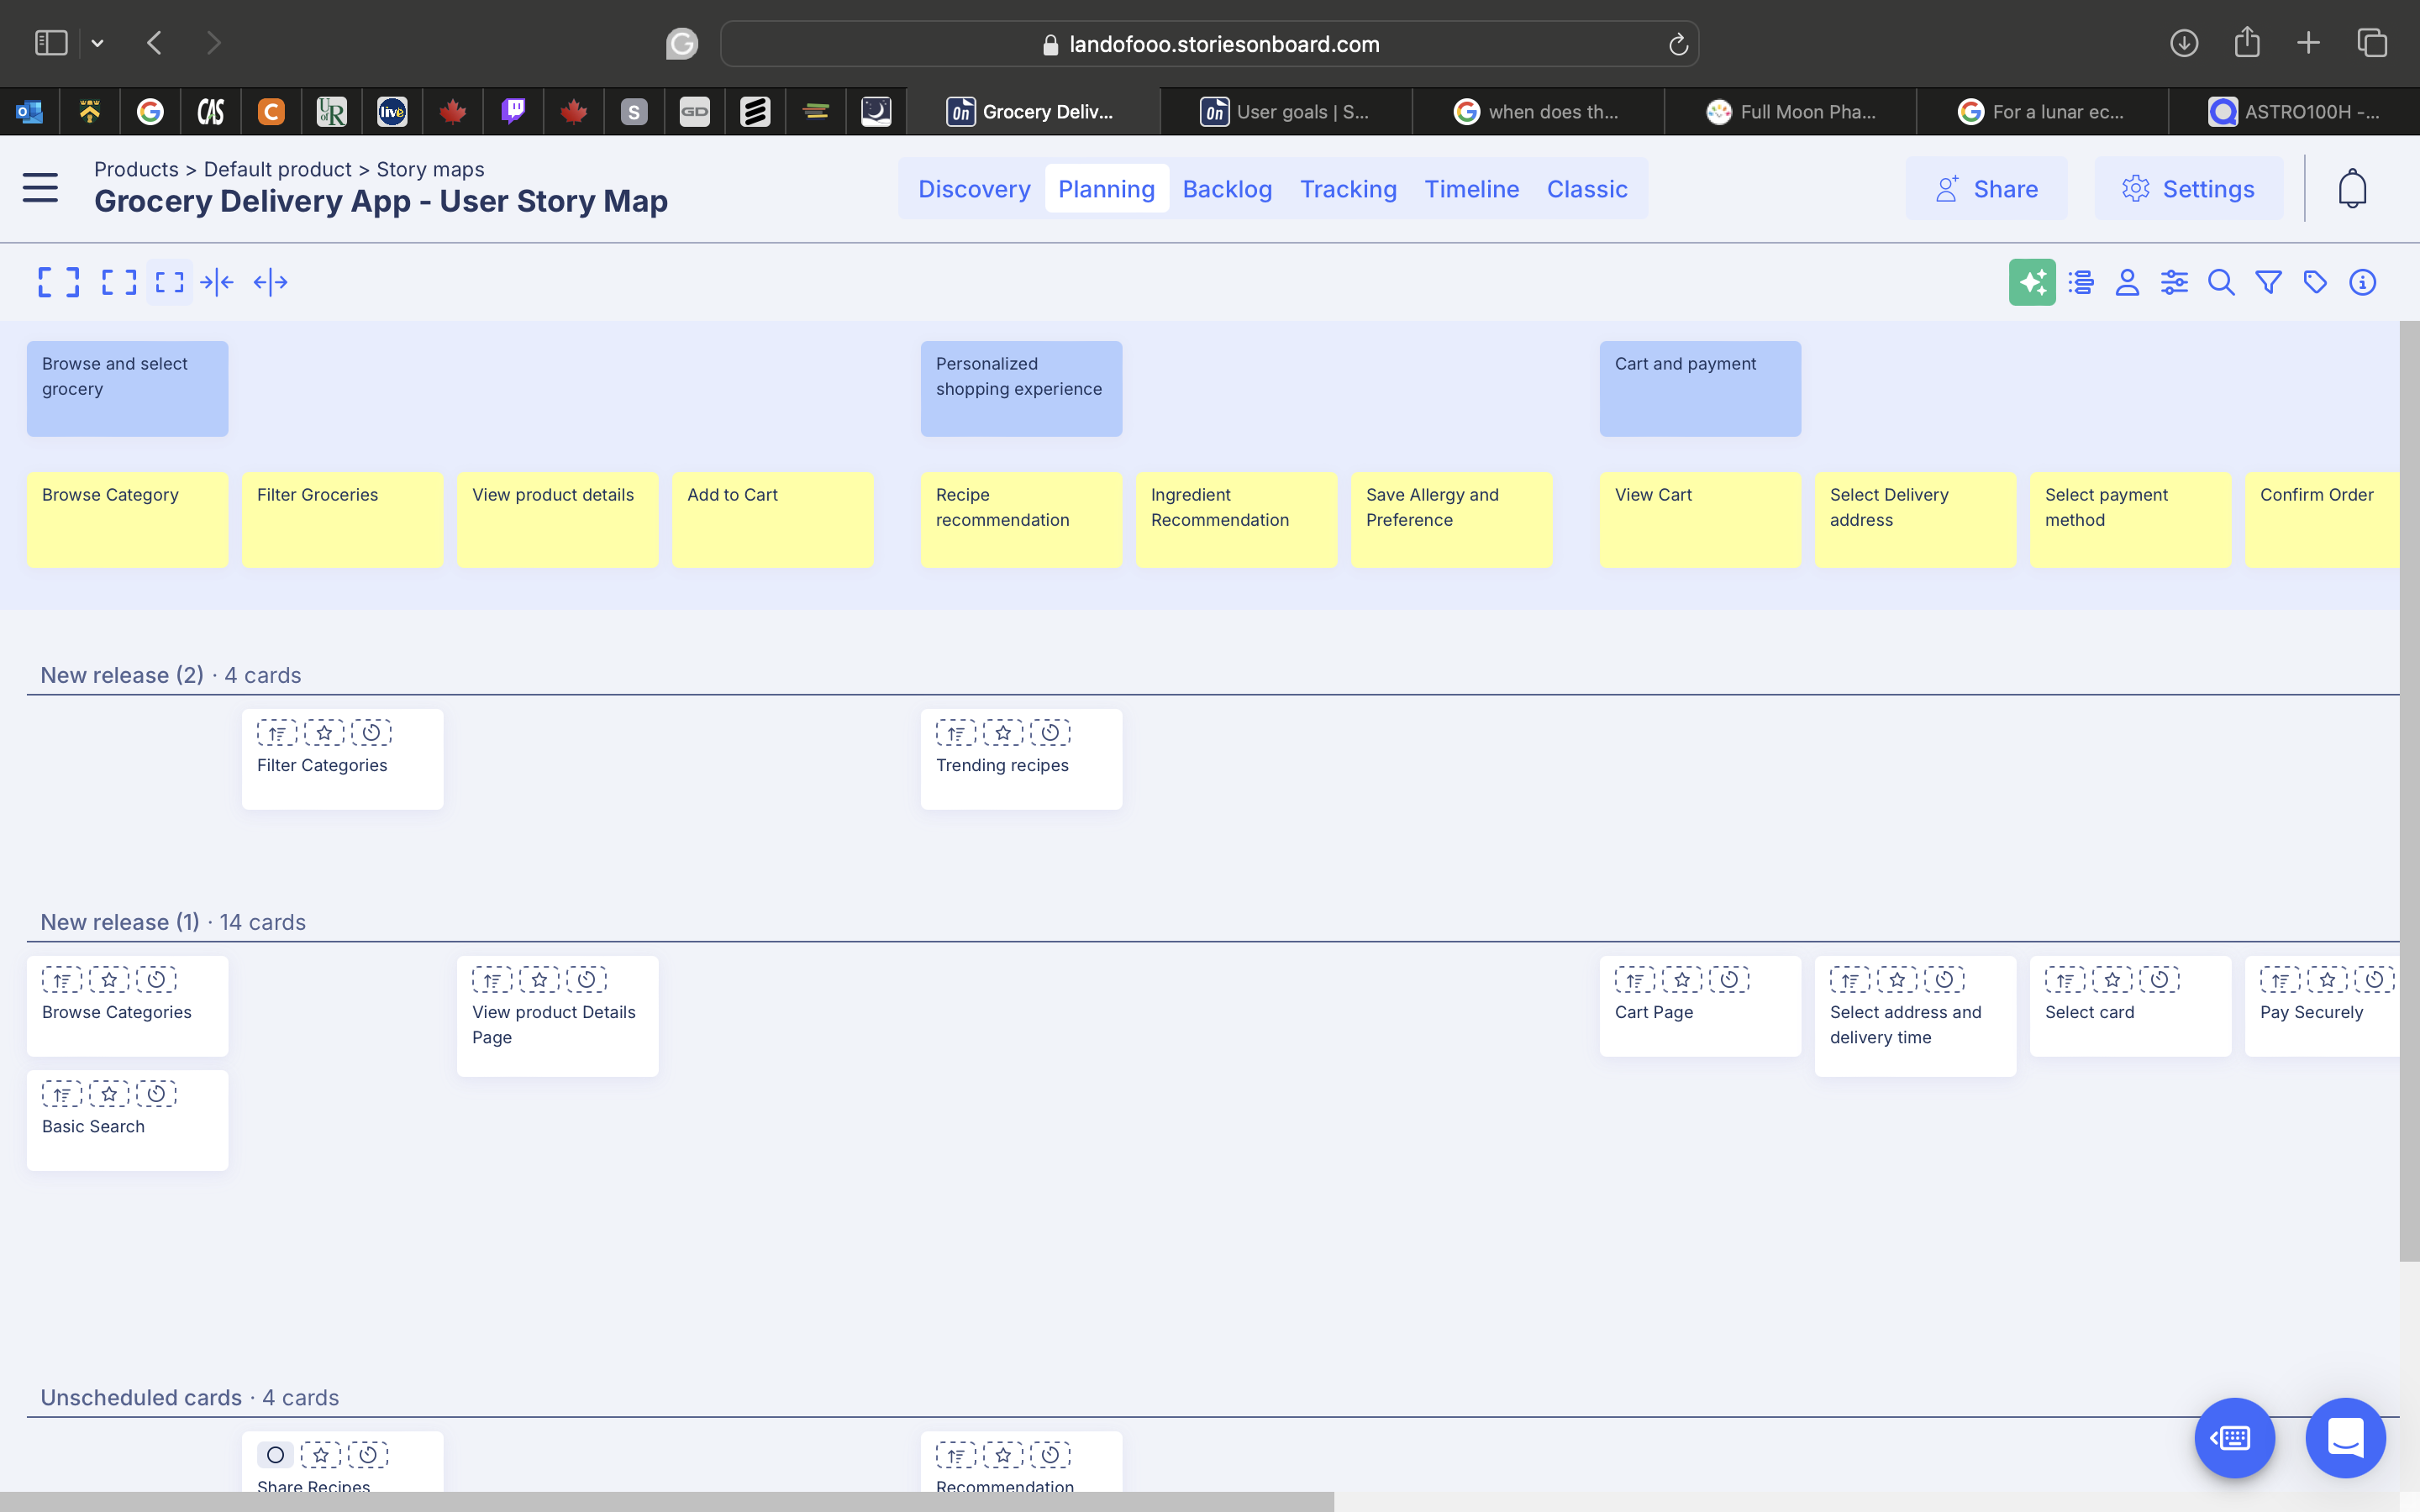 landofooo.storiesonboard.com
CAS
C
U of R
live
S
GD
On Grocery Deliv...
On User goals | S...
when does th...
Full Moon Pha...
For a lunar ec...
ASTRO100H -...
Products > Default product > Story maps
Grocery Delivery App - User Story Map
Discovery
Planning
Backlog
Tracking
Timeline
Classic
Share
Settings
Browse and select
grocery
Personalized
shopping experience
Cart and payment
Browse Category
Filter Groceries
View product details
Add to Cart
Recipe
recommendation
Ingredient
Recommendation
Save Allergy and
Preference
View Cart
Select Delivery
address
Select payment
method
Confirm Order
New release (2) · 4 cards
Filter Categories
Trending recipes
New release (1) · 14 cards
Browse Categories
View product Details
Page
Cart Page
Select address and
delivery time
Select card
Pay Securely
Basic Search
Unscheduled cards · 4 cards
Share Recipes
Recommendation